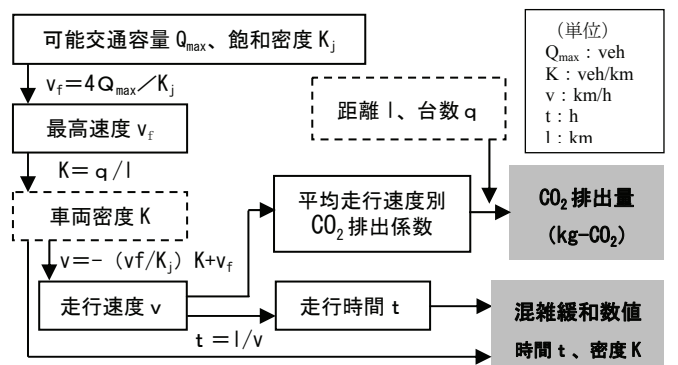 可能交通容量 Qmax、飽和密度 Kj
vf=4Qmax／Kj
最高速度 vf
K= q／l
車両密度 K
v=－（vf/Kj）K+vf
走行速度 v
t =l/v
走行時間 t
平均走行速度別
CO2 排出係数
距離 l、台数 q
（単位）
Qmax：veh
K：veh/km
v：km/h
t：h
l：km
CO2 排出量
(kg-CO2)
混雑緩和数値
時間 t 、密度 K